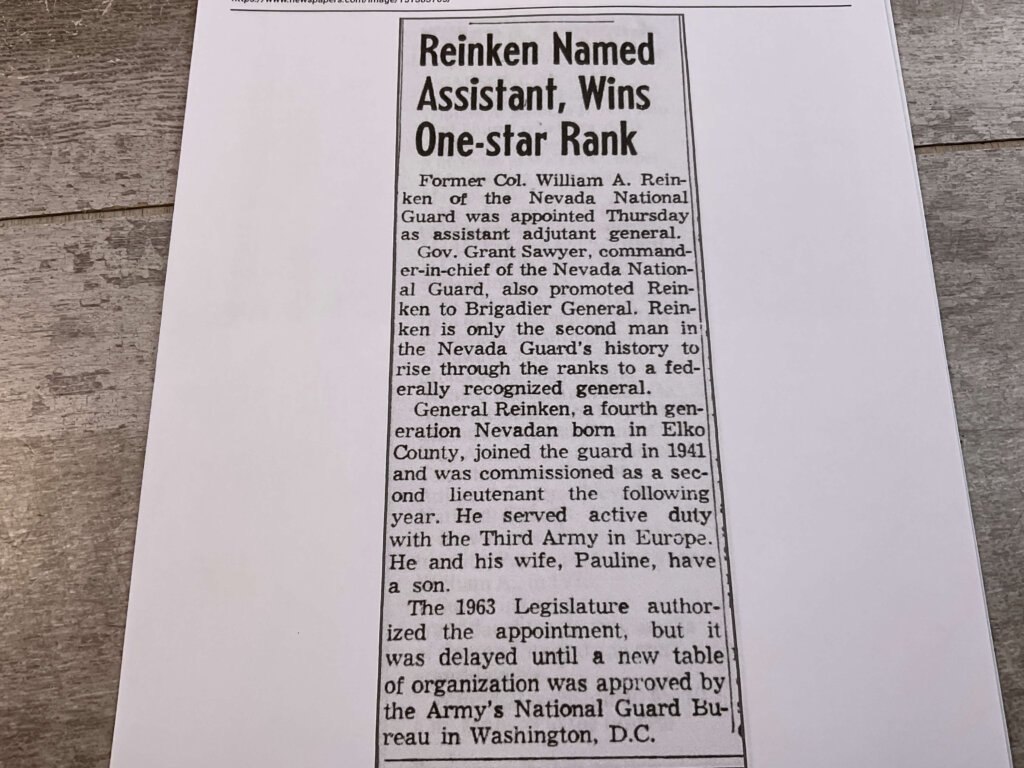 Reinken Named
Assistant, Wins
One-star Rank
Former Col. William A. Rein-
ken of the Nevada National
Guard was appointed Thursday
as assistant adjutant general.
Gov. Grant Sawyer, command-
er-in-chief of the Nevada Nation-
al Guard, also promoted Rein-
ken to Brigadier General. Rein-
ken is only the second man in
the Nevada Guard's history to
rise through the ranks to a fed-
erally recognized general.
General Reinken, a fourth gen-
eration Nevadan born in Elko
County, joined the guard in 1941
and was commissioned as a sec-
ond lieutenant the following
year. He served active duty
with the Third Army in Europe.
He and his wife, Pauline, have
a son.
The 1963 Legislature author-
ized the appointment, but it
was delayed until a new table
of organization was approved by
the Army's National Guard Bu-
reau in Washington, D.C.